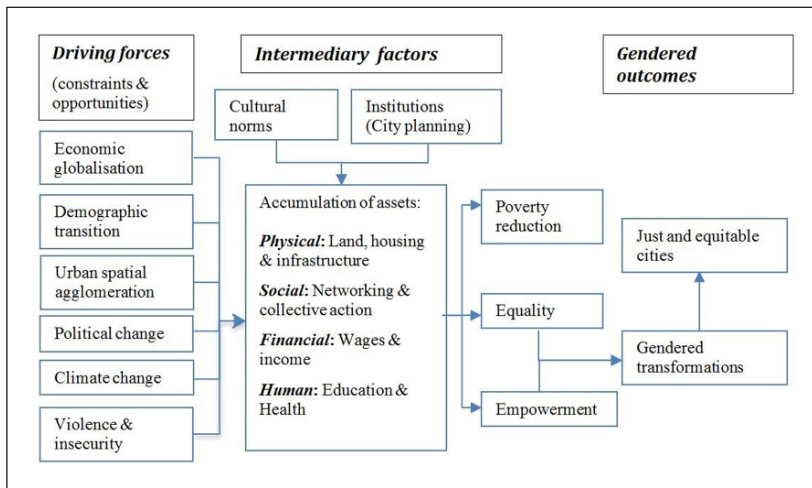 Driving forces
(constraints &
opportunities)
Economic
globalisation
Demographic
transition
Urban spatial
agglomeration
Political change
Climate change
Violence &
insecurity
Intermediary factors
Cultural
norms
Institutions
(City planning)
Accumulation of assets:
Physical: Land, housing
& infrastructure
Social: Networking &
collective action
Financial: Wages &
income
Human: Education &
Health
Gendered
outcomes
Poverty
reduction
Equality
Empowerment
Just and equitable
cities
Gendered
transformations